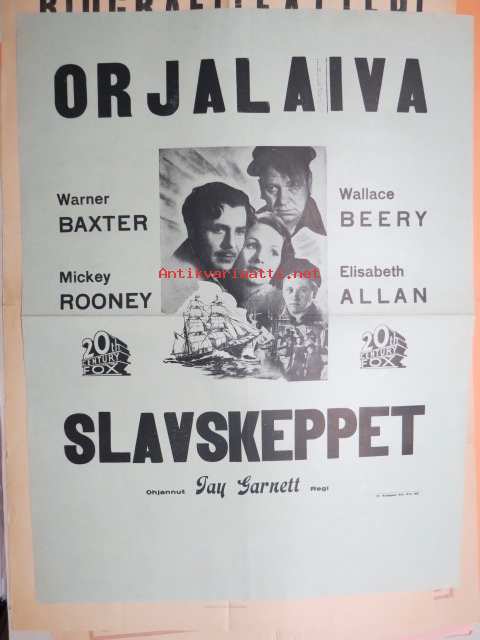 BIOGRAFTEATTERI
ORJALAIVA
Warner
BAXTER
Wallace
BEERY
Mickey
ROONEY
Elisabeth
ALLAN
Antikvariaatti.net
20th
CENTURY
FOX
20th
CENTURY
FOX
SLAVSKEPPET
Ohjannut Tay Garnett Regi